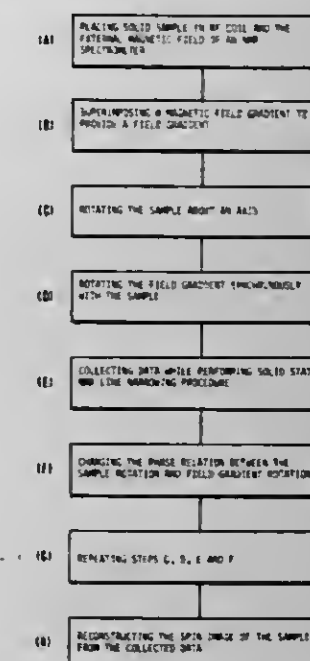 (A)
PLACING SOLID SAMPLE IN RF COIL AND THE
EXTERNAL MAGNETIC FIELD OF AN NMR
SPECTROMETER
(B)
SUPERIMPOSING A MAGNETIC FIELD GRADIENT TO
PROVIDE A FIELD GRADIENT
(C)
ROTATING THE SAMPLE ABOUT AN AXIS
(D)
ROTATING THE FIELD GRADIENT SYNCHRONOUSLY
WITH THE SAMPLE
(E)
COLLECTING DATA WHILE PERFORMING SOLID STAT
NMR LINE NARROWING PROCEDURE
(F)
CHANGING THE PHASE RELATION BETWEEN THE
SAMPLE ROTATION AND FIELD GRADIENT ROTATION
(G)
REPEATING STEPS C, D, E AND F
(H)
RECONSTRUCTING THE SPIN IMAGE OF THE SAMPLE
FROM THE COLLECTED DATA